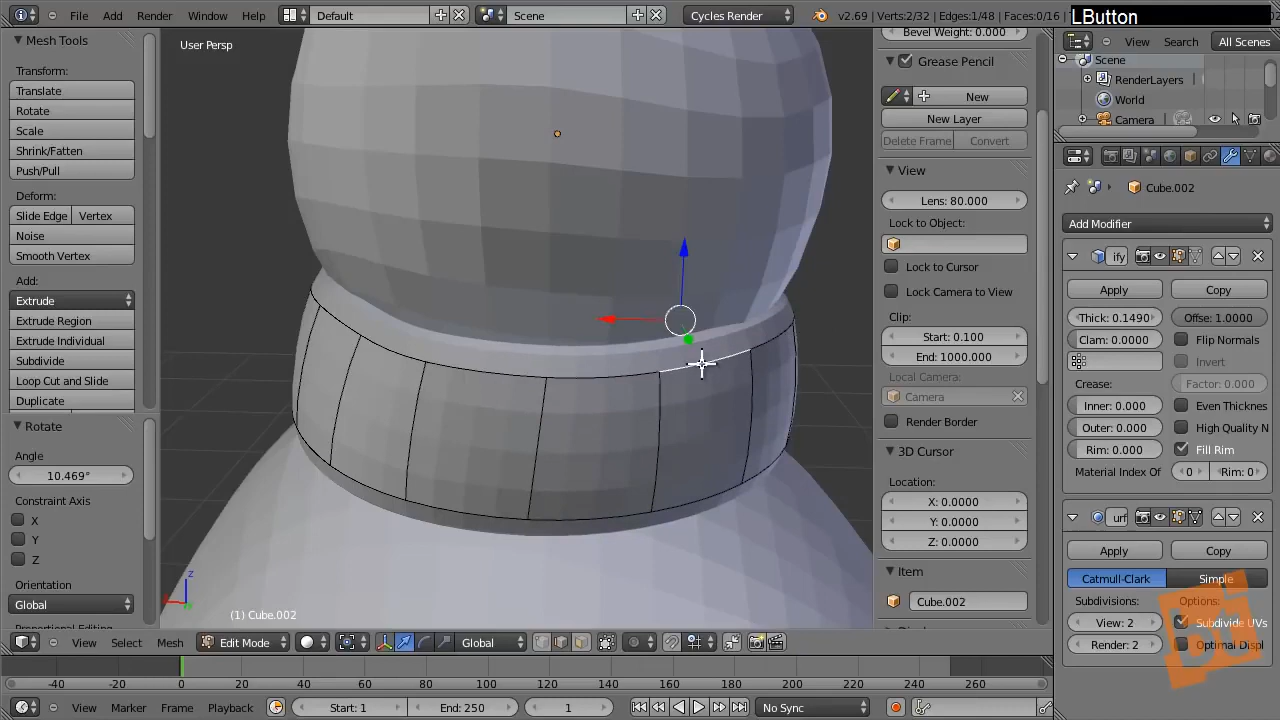 File Add Render Window Help Default Scene Cycles Render v2.69 | Verts:2/32 | Edges:1/48 | Faces:0/16
LButton
Mesh Tools
Transform:
Translate
Rotate
Scale
Shrink/Fatten
Push/Pull
Deform:
Slide Edge Vertex
Noise
Smooth Vertex
Add:
Extrude
Extrude Region
Extrude Individual
Subdivide
Loop Cut and Slide
Duplicate
Rotate
Angle
10.469°
Constraint Axis
X
Y
Z
Orientation
Global
User Persp
(1) Cube.002
z
Bevel Weight: 0.000
Grease Pencil
New
New Layer
Delete Frame Convert
View
Lens: 80.000
Lock to Object:
Lock to Cursor
Lock Camera to View
Clip:
Start: 0.100
End: 1000.000
Local Camera:
Camera
Render Border
3D Cursor
Location:
X: 0.0000
Y: 0.0000
Z: 0.0000
Item
Cube.002
View Search All Scenes
Scene
RenderLayers
World
Camera
Cube.002
Add Modifier
ify
Apply Copy
Thick: 0.1490 Offse: 1.0000
Clam: 0.0000 Flip Normals
Invert
Crease: Factor: 0.000
Inner: 0.000 Even Thicknes
Outer: 0.000 High Quality N
Rim: 0.000 Fill Rim
Material Index Of 0 Rim: 0
urf
Apply Copy
Catmull-Clark Simple
Subdivisions: Options:
View: 2 Subdivide UVs
Render: 2 Optimal Displ
View Select Mesh Edit Mode Global
-40 -20 0 20 40 60 80 100 120 140 160 180 200 220 240 260
View Marker Frame Playback Start: 1 End: 250 1 No Sync